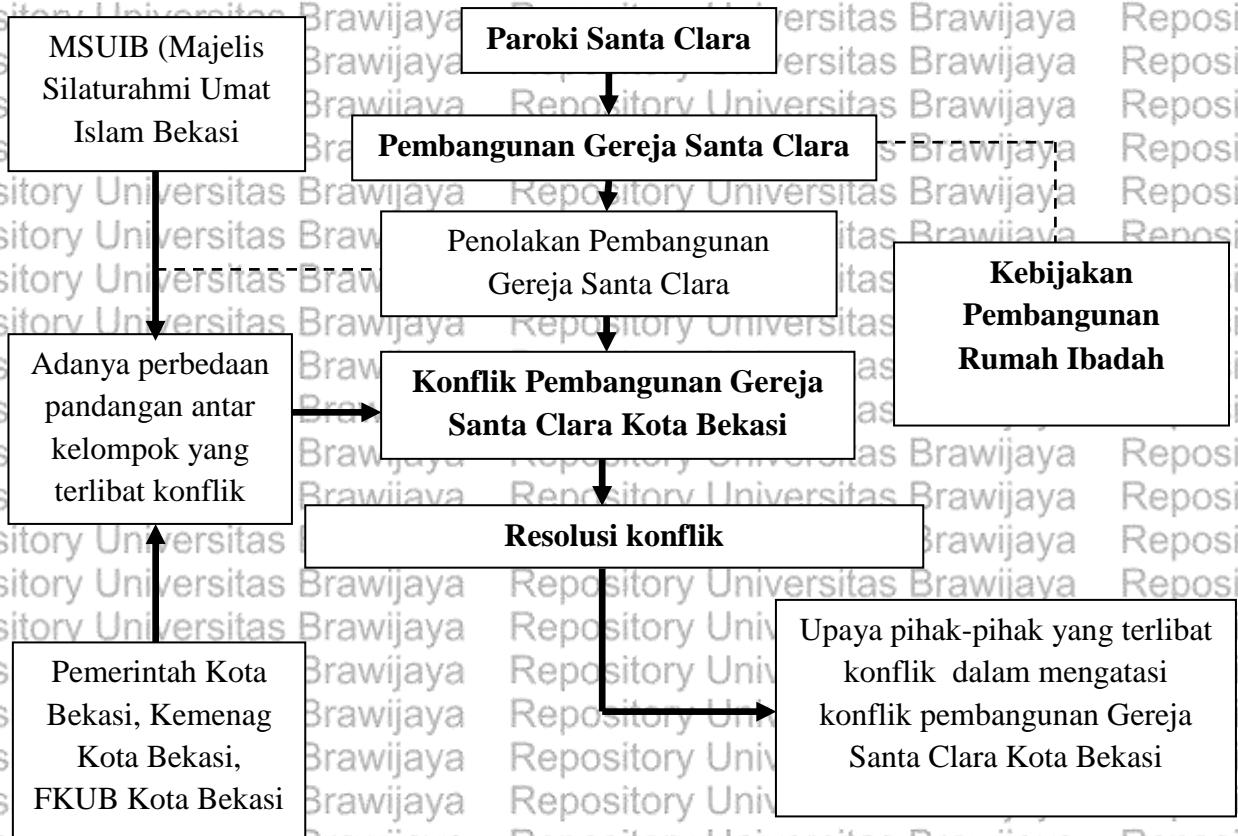 MSUIB (Majelis
Silaturahmi Umat
Islam Bekasi
Paroki Santa Clara
Pembangunan Gereja Santa Clara
Penolakan Pembangunan
Gereja Santa Clara
Kebijakan
Pembangunan
Rumah Ibadah
Adanya perbedaan
pandangan antar
kelompok yang
terlibat konflik
Konflik Pembangunan Gereja
Santa Clara Kota Bekasi
Resolusi konflik
Pemerintah Kota
Bekasi, Kemenag
Kota Bekasi,
FKUB Kota Bekasi
Upaya pihak-pihak yang terlibat
konflik dalam mengatasi
konflik pembangunan Gereja
Santa Clara Kota Bekasi
Repository Universitas Brawijaya